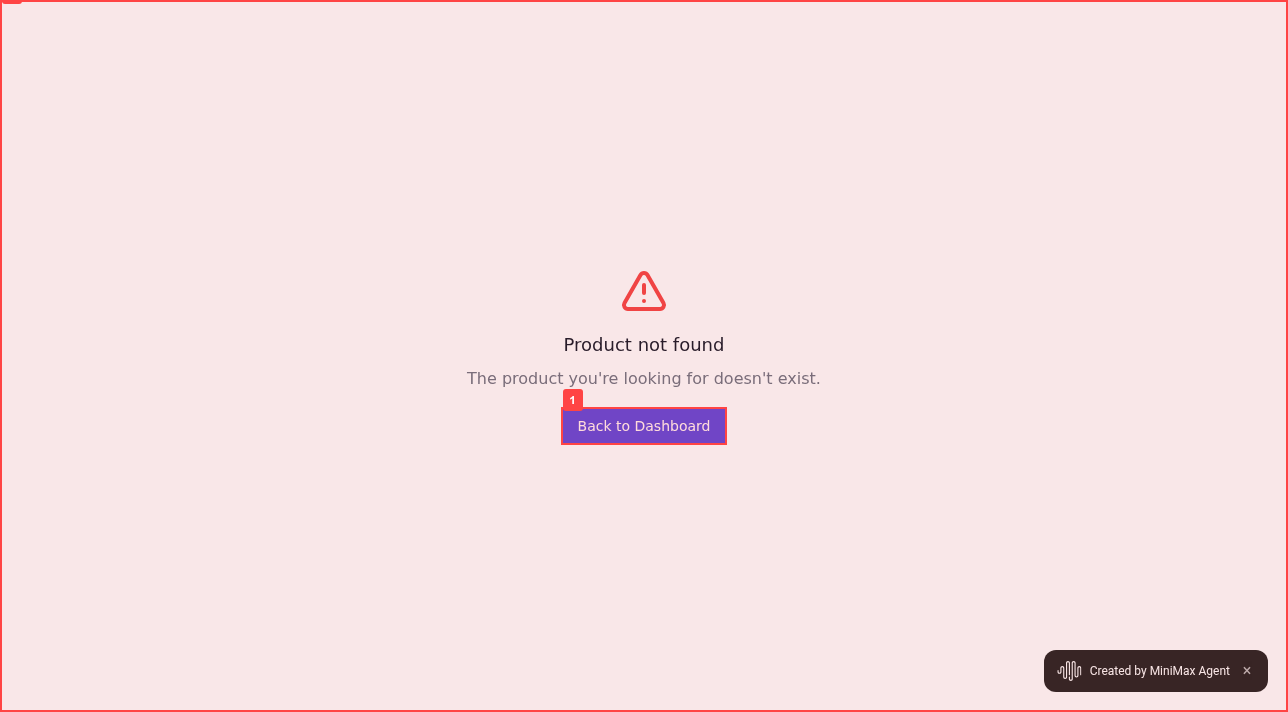 Product not found
The product you're looking for doesn't exist.
1
Back to Dashboard
Created by MiniMax Agent ×